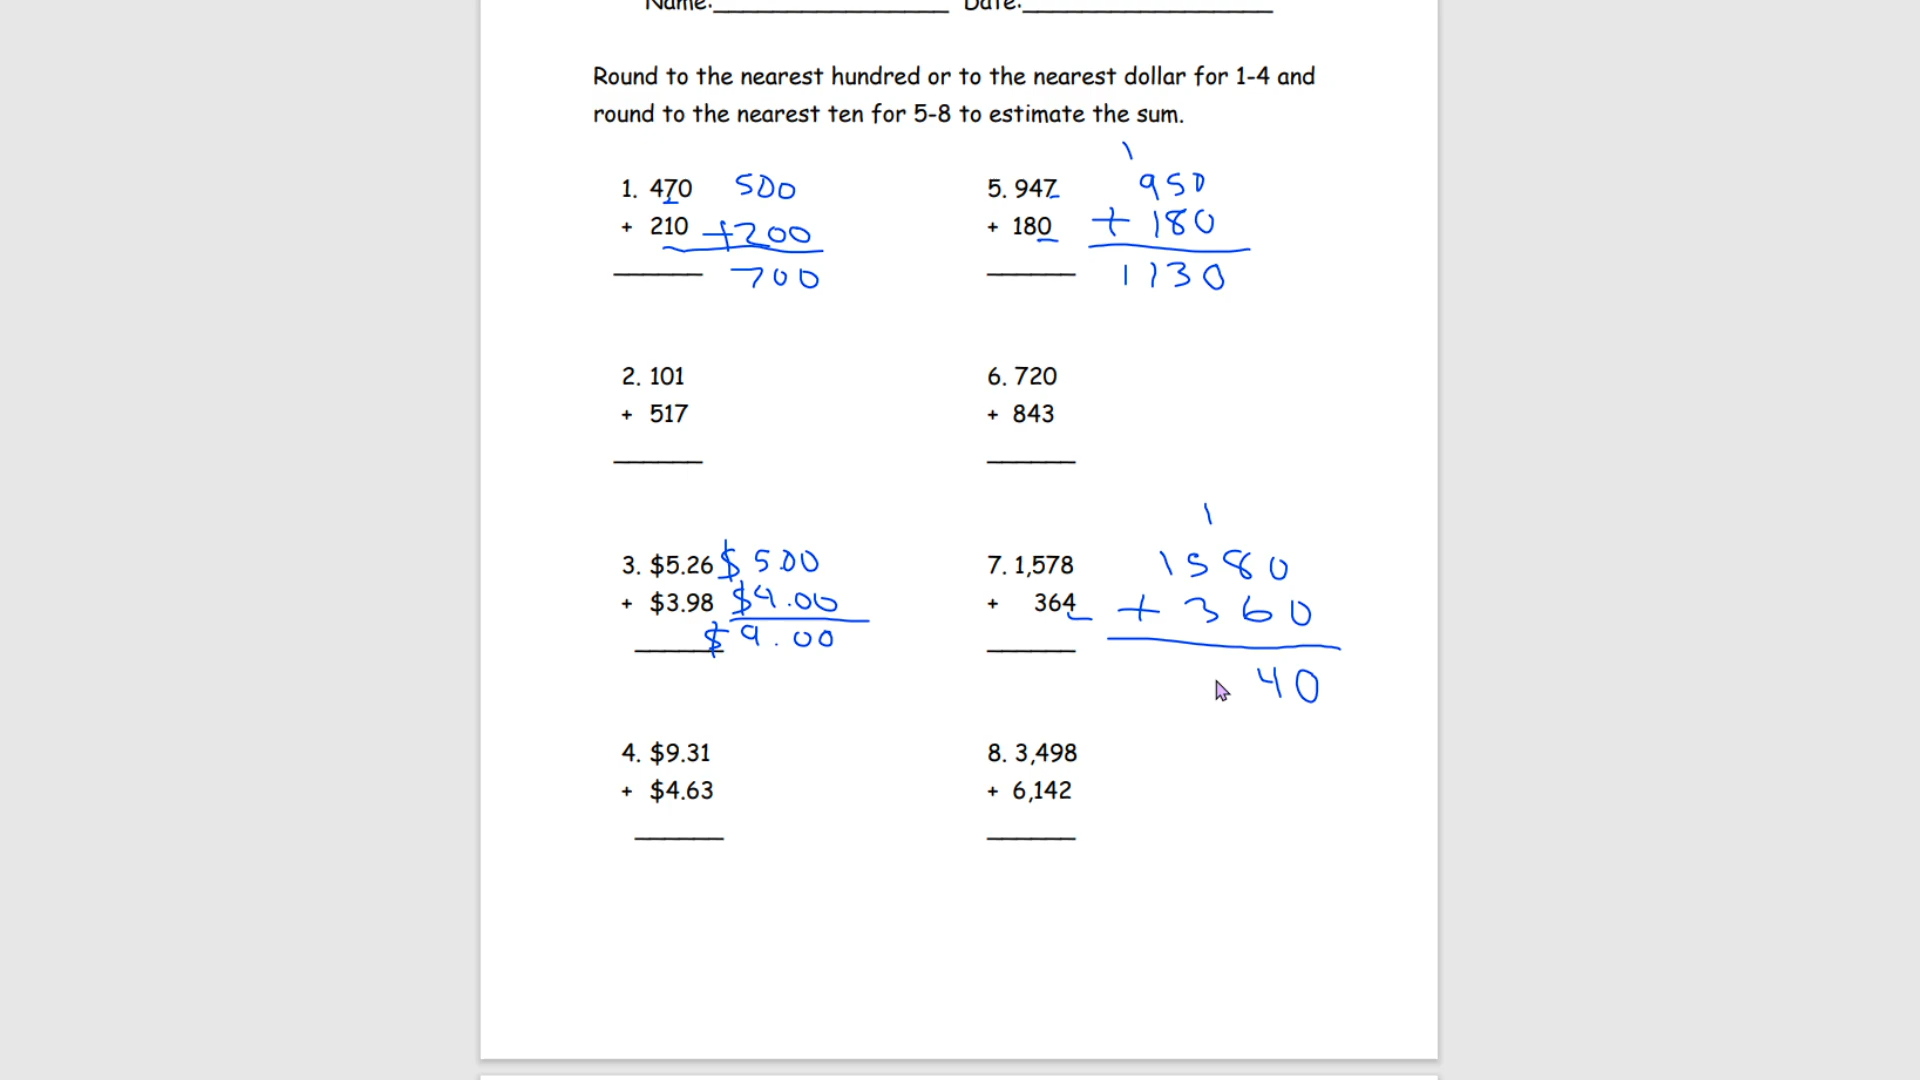 Name:__________________ Date:___________________
Round to the nearest hundred or to the nearest dollar for 1-4 and
round to the nearest ten for 5-8 to estimate the sum.
1. 470 500
+ 210 +200
700
5. 947 1 950
+ 180 + 180
1130
2. 101
+ 517
6. 720
+ 843
3. $5.26 $ 5.00
+ $3.98 $4.00
$ 9.00
1
7. 1,578 1580
+ 364 + 360
40
4. $9.31
+ $4.63
8. 3,498
+ 6,142